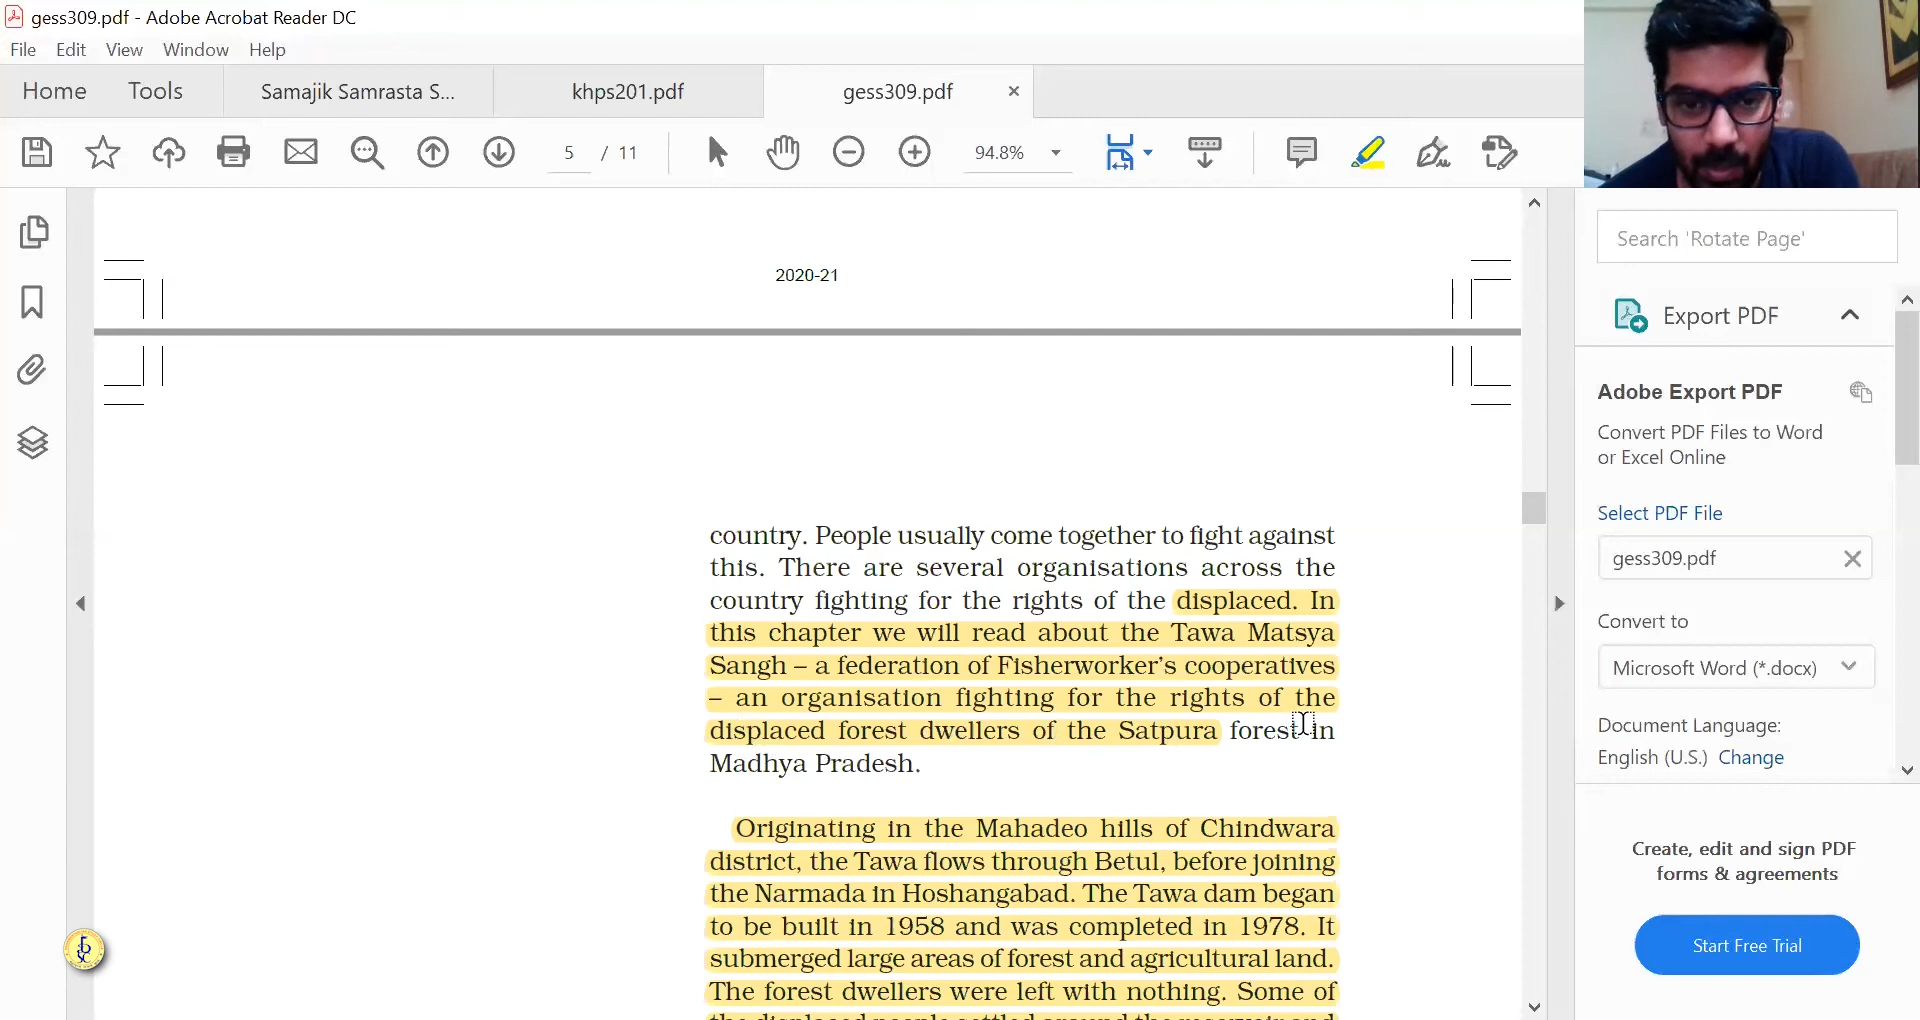 gess309.pdf - Adobe Acrobat Reader DC
File Edit View Window Help
Home Tools Samajik Samrasta S... khps201.pdf gess309.pdf
5 / 11 94.8%
Search 'Rotate Page'
2020-21
Export PDF
Adobe Export PDF
Convert PDF Files to Word
or Excel Online
Select PDF File
gess309.pdf
Convert to
Microsoft Word (*.docx)
Document Language:
English (U.S.) Change
Create, edit and sign PDF
forms & agreements
Start Free Trial
country. People usually come together to fight against
this. There are several organisations across the
country fighting for the rights of the displaced. In
this chapter we will read about the Tawa Matsya
Sangh – a federation of Fisherworker's cooperatives
– an organisation fighting for the rights of the
displaced forest dwellers of the Satpura forest in
Madhya Pradesh.
Originating in the Mahadeo hills of Chindwara
district, the Tawa flows through Betul, before joining
the Narmada in Hoshangabad. The Tawa dam began
to be built in 1958 and was completed in 1978. It
submerged large areas of forest and agricultural land.
The forest dwellers were left with nothing. Some of
the displaced people settled around the reservoir and